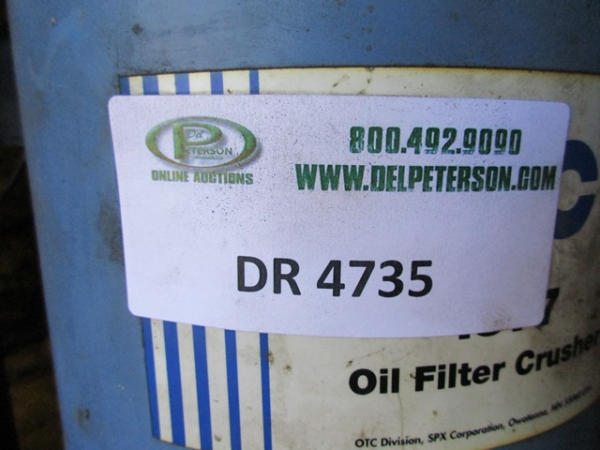 Del
PETERSON
ONLINE AUCTIONS
800.492.9090
WWW.DELPETERSON.COM
DR 4735
C
Oil Filter Crusher
OTC Division, SPX Corporation, Owatonna, MN